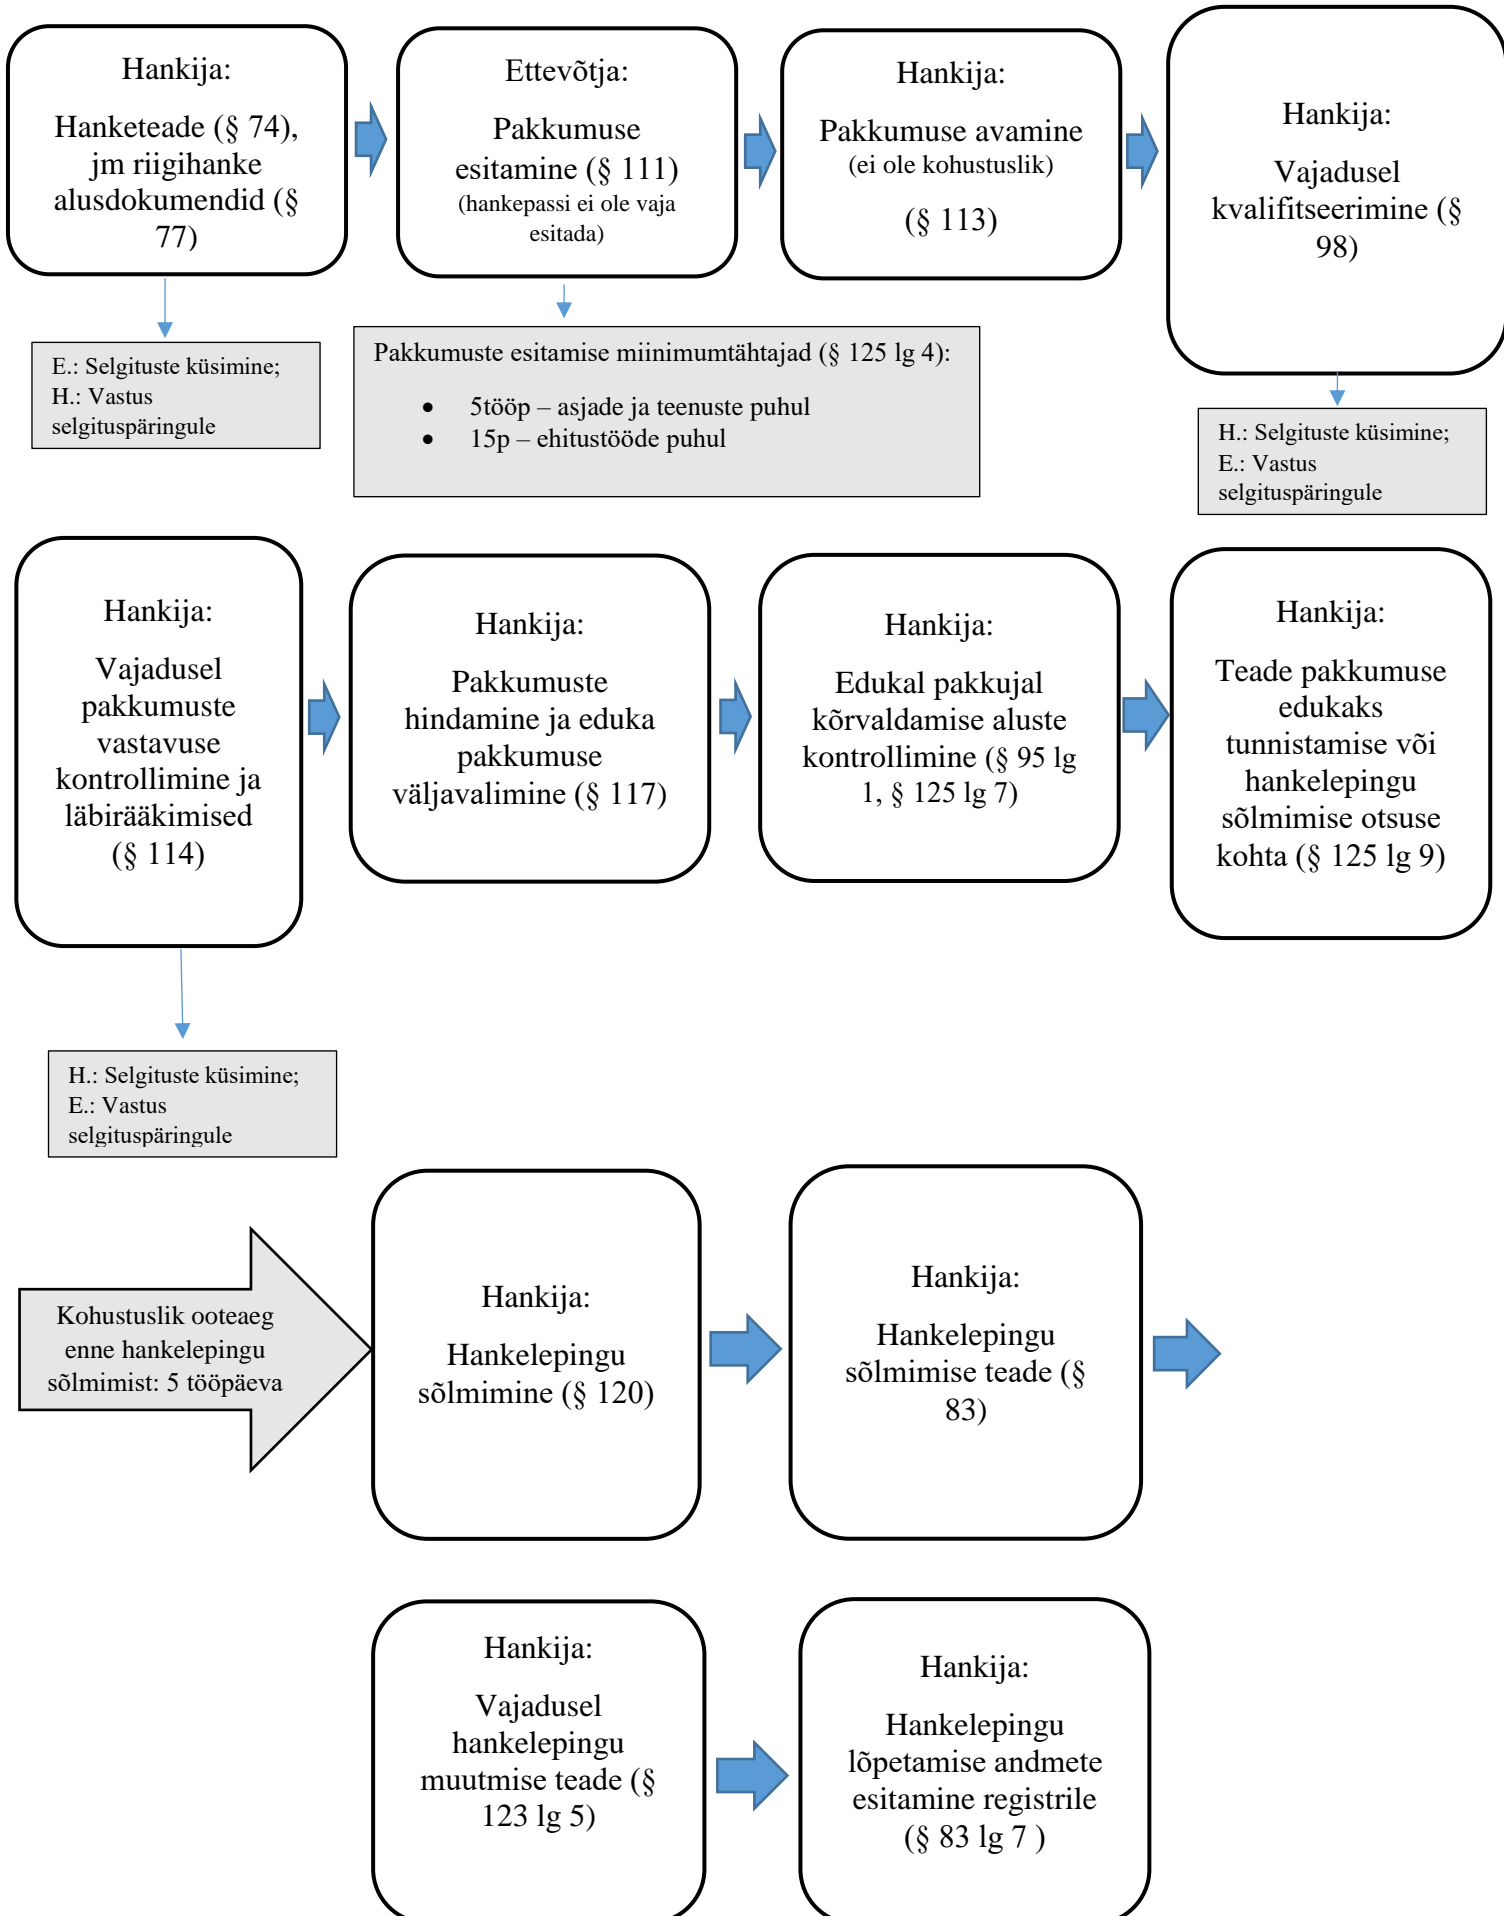 Hankija:
Hanketeade (§ 74),
jm riigihanke
alusdokumendid (§
77)
Ettevõtja:
Pakkumuse
esitamine (§ 111)
(hankepassi ei ole vaja
esitada)
Hankija:
Pakkumuse avamine
(ei ole kohustuslik)
(§ 113)
Hankija:
Vajadusel
kvalifitseerimine (§
98)
E.: Selgituste küsimine;
H.: Vastus
selgituspäringule
Pakkumuste esitamise miinimumtähtajad (§ 125 lg 4):
• 5tööp – asjade ja teenuste puhul
• 15p – ehitustööde puhul
H.: Selgituste küsimine;
E.: Vastus
selgituspäringule
Hankija:
Vajadusel
pakkumuste
vastavuse
kontrollimine ja
läbirääkimised
(§ 114)
Hankija:
Pakkumuste
hindamine ja eduka
pakkumuse
väljavalimine (§ 117)
Hankija:
Edukal pakkujal
kõrvaldamise aluste
kontrollimine (§ 95 lg
1, § 125 lg 7)
Hankija:
Teade pakkumuse
edukaks
tunnistamise või
hankelepingu
sõlmimise otsuse
kohta (§ 125 lg 9)
H.: Selgituste küsimine;
E.: Vastus
selgituspäringule
Kohustuslik ooteaeg
enne hankelepingu
sõlmimist: 5 tööpäeva
Hankija:
Hankelepingu
sõlmimine (§ 120)
Hankija:
Hankelepingu
sõlmimise teade (§
83)
Hankija:
Vajadusel
hankelepingu
muutmise teade (§
123 lg 5)
Hankija:
Hankelepingu
lõpetamise andmete
esitamine registrile
(§ 83 lg 7 )